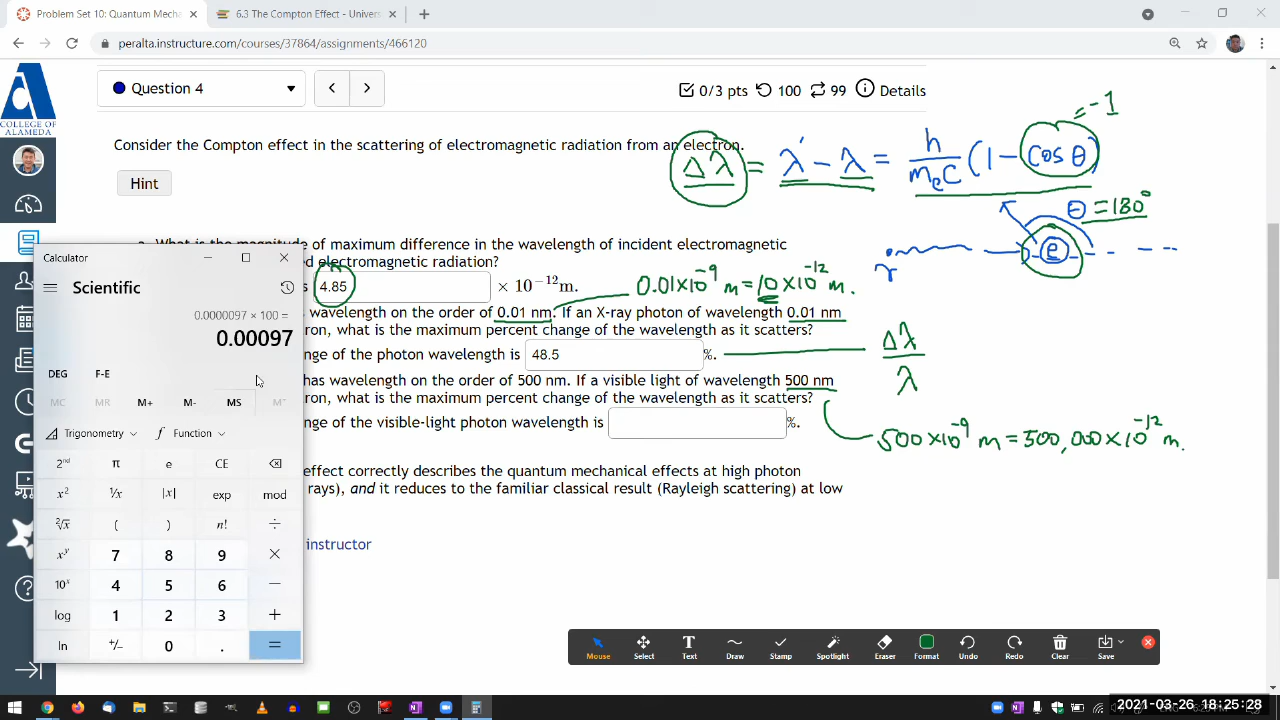 Problem Set 10: Quantum Mecha
6.3 The Compton Effect - Univers
peralta.instructure.com/courses/37864/assignments/466120
COLLEGE OF
ALAMEDA
Question 4
0/3 pts 100 99 Details
Consider the Compton effect in the scattering of electromagnetic radiation from an electron.
Hint
= -1
Δλ = λ' - λ = h/mₑc (1 - cos θ)
θ = 180°
e
r
a. What is the magnitude of maximum difference in the wavelength of incident electromagnetic
d electromagnetic radiation?
s 4.85 × 10⁻¹² m.
0.01×10⁻⁹ m = 10×10⁻¹² m.
wavelength on the order of 0.01 nm. If an X-ray photon of wavelength 0.01 nm
ron, what is the maximum percent change of the wavelength as it scatters?
nge of the photon wavelength is 48.5 %.
Δλ
λ
has wavelength on the order of 500 nm. If a visible light of wavelength 500 nm
ron, what is the maximum percent change of the wavelength as it scatters?
nge of the visible-light photon wavelength is %.
500×10⁻⁹ m = 500,000×10⁻¹² m.
effect correctly describes the quantum mechanical effects at high photon
rays), and it reduces to the familiar classical result (Rayleigh scattering) at low
instructor
Calculator
Scientific
0.0000097 × 100 =
0.00097
DEG F-E
MC MR M+ M- MS M˅
Trigonometry Function
2ⁿᵈ π e CE
x² ¹/x |x| exp mod
²√x ( ) n! ÷
xʸ 7 8 9 ×
10ˣ 4 5 6 −
log 1 2 3 +
ln +/− 0 . =
Mouse Select Text Draw Stamp Spotlight Eraser Format Undo Redo Clear Save
2021-03-26 18:25:28